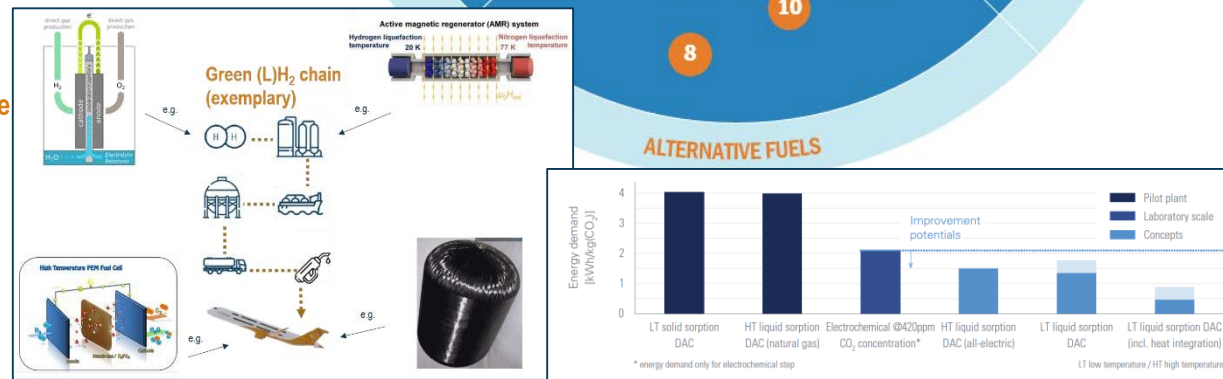 10
8
ALTERNATIVE FUELS
e
direct gas
production
e⁻
direct gas
production
H₂
O₂
cathode
anode
H₂O
Electrolyte
Reservoir
Green (L)H₂ chain
(exemplary)
Active magnetic regenerator (AMR) system
Hydrogen liquefaction
temperature
20 K
Nitrogen liquefaction
temperature
77 K
e.g.
e.g.
H H
High Temperature PEM Fuel Cell
Cathode
e.g.
e.g.
Energy demand
[kWh/kg(CO₂)]
4
3
2
1
0
Improvement
potentials
Pilot plant
Laboratory scale
Concepts
LT solid sorption
DAC
HT liquid sorption
DAC (natural gas)
Electrochemical @420ppm
CO₂ concentration*
HT liquid sorption
DAC (all-electric)
LT liquid sorption
DAC
LT liquid sorption DAC
(incl. heat integration)
* energy demand only for electrochemical step
LT low temperature / HT high temperature